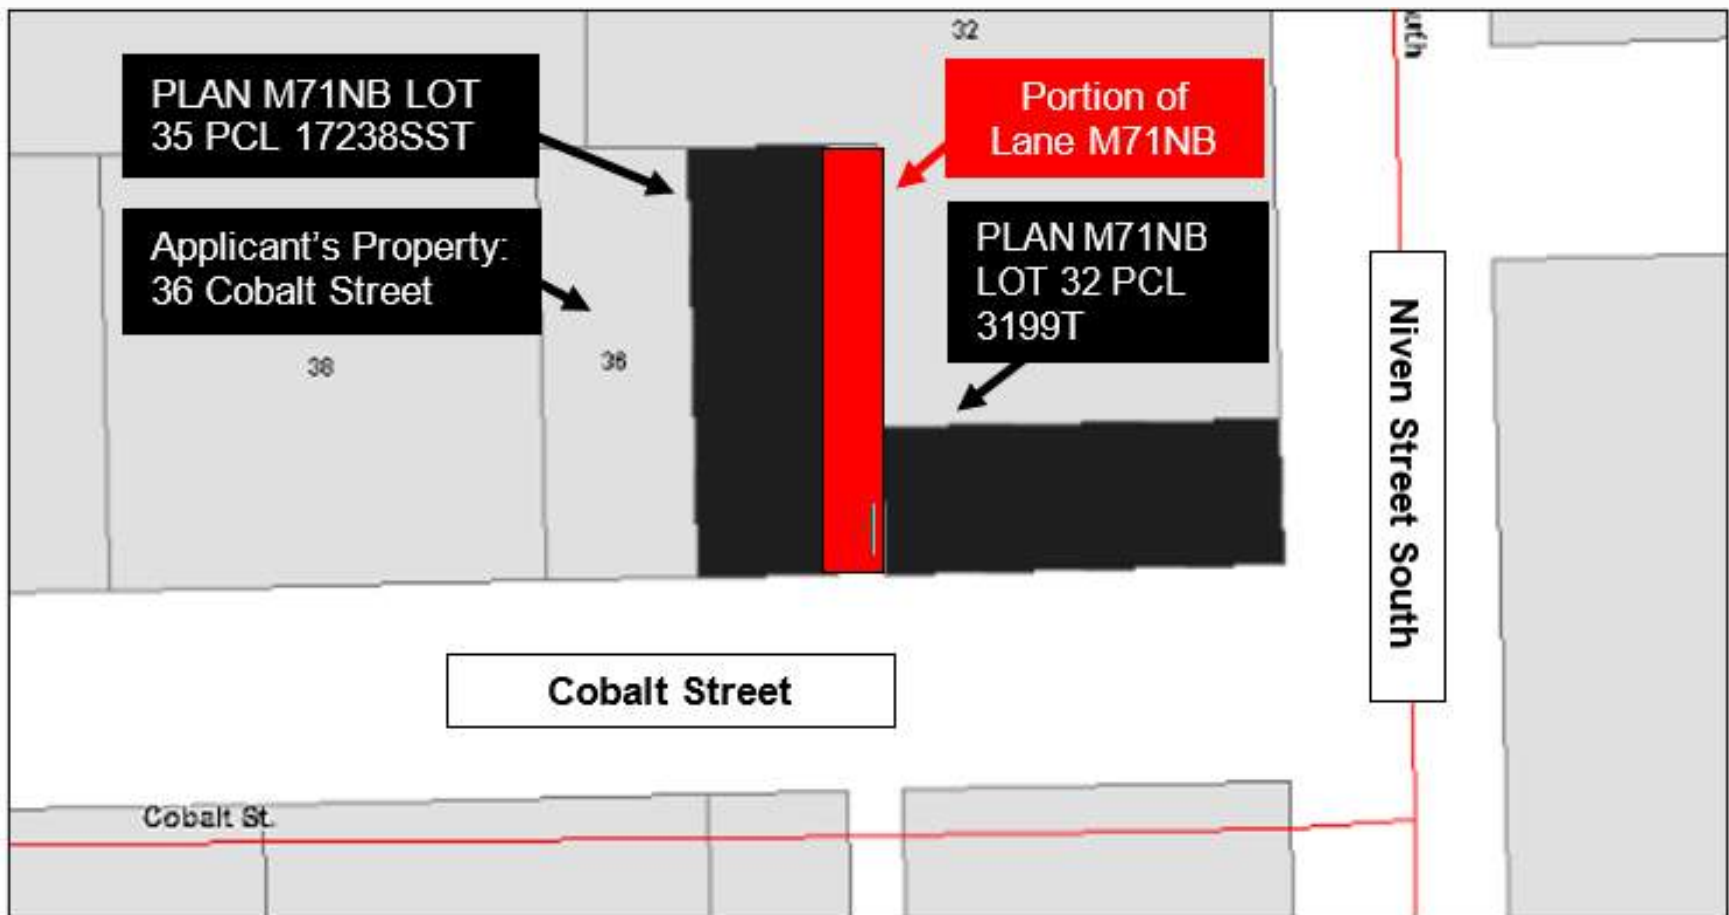 32
outh
PLAN M71NB LOT
35 PCL 17238SST
Portion of
Lane M71NB
Applicant’s Property:
36 Cobalt Street
PLAN M71NB
LOT 32 PCL
3199T
38
36
Niven Street South
Cobalt Street
Cobalt St.